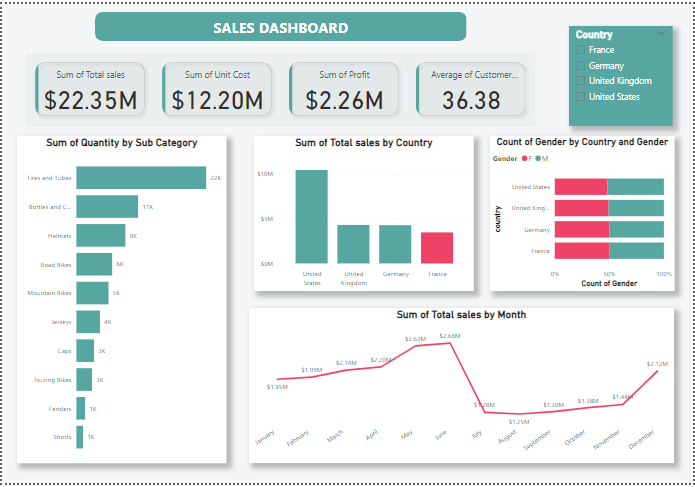 SALES DASHBOARD
Country
France
Germany
United Kingdom
United States
Sum of Total sales
$22.35M
Sum of Unit Cost
$12.20M
Sum of Profit
$2.26M
Average of Customer...
36.38
Sum of Quantity by Sub Category
Tires and Tubes 22K
Bottles and C... 11K
Helmets 8K
Road Bikes 6K
Mountain Bikes 5K
Jerseys 4K
Caps 3K
Touring Bikes 3K
Fenders 1K
Shorts 1K
Sum of Total sales by Country
$10M
$5M
$0M
United States
United Kingdom
Germany
France
Count of Gender by Country and Gender
Gender F M
country
United States
United King...
Germany
France
0% 50% 100%
Count of Gender
Sum of Total sales by Month
$1.95M
$1.99M
$2.14M
$2.20M
$2.63M
$2.68M
$1.28M
$1.25M
$1.30M
$1.38M
$1.44M
$2.12M
January
February
March
April
May
June
July
August
September
October
November
December